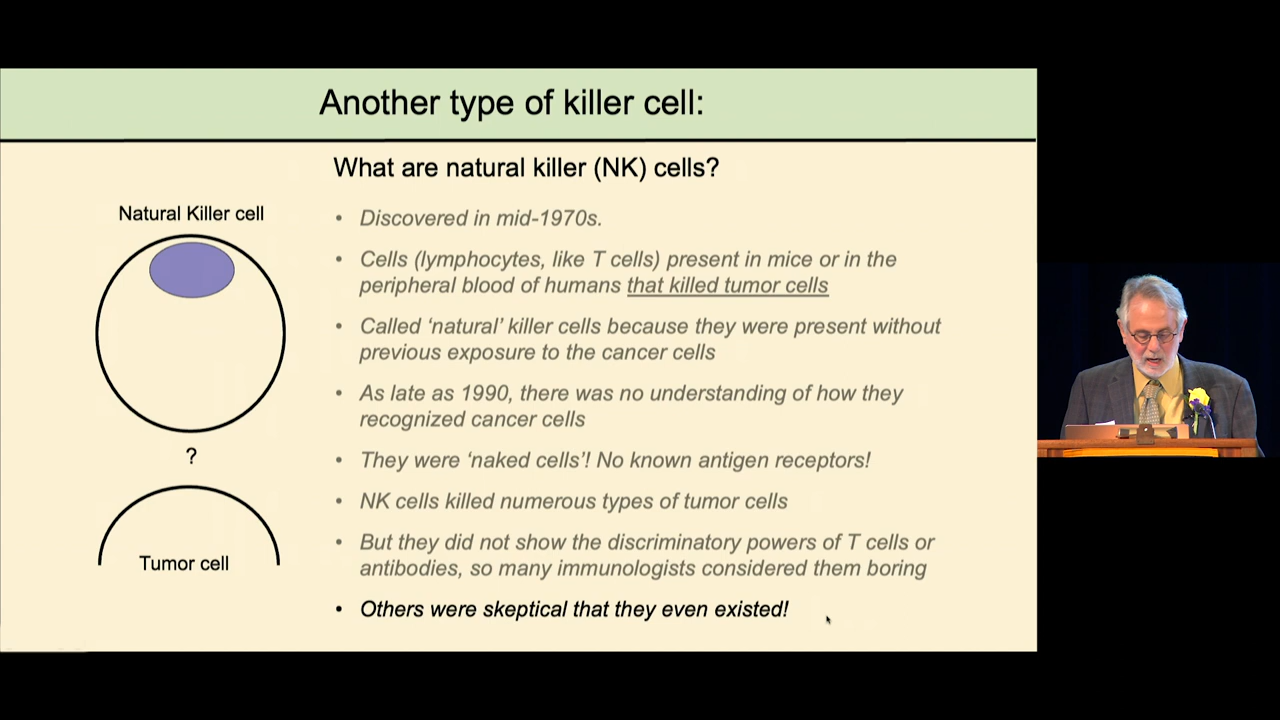 Another type of killer cell:
What are natural killer (NK) cells?
Natural Killer cell
?
Tumor cell
• Discovered in mid-1970s.
• Cells (lymphocytes, like T cells) present in mice or in the
peripheral blood of humans that killed tumor cells
• Called ‘natural’ killer cells because they were present without
previous exposure to the cancer cells
• As late as 1990, there was no understanding of how they
recognized cancer cells
• They were ‘naked cells’! No known antigen receptors!
• NK cells killed numerous types of tumor cells
• But they did not show the discriminatory powers of T cells or
antibodies, so many immunologists considered them boring
• Others were skeptical that they even existed!